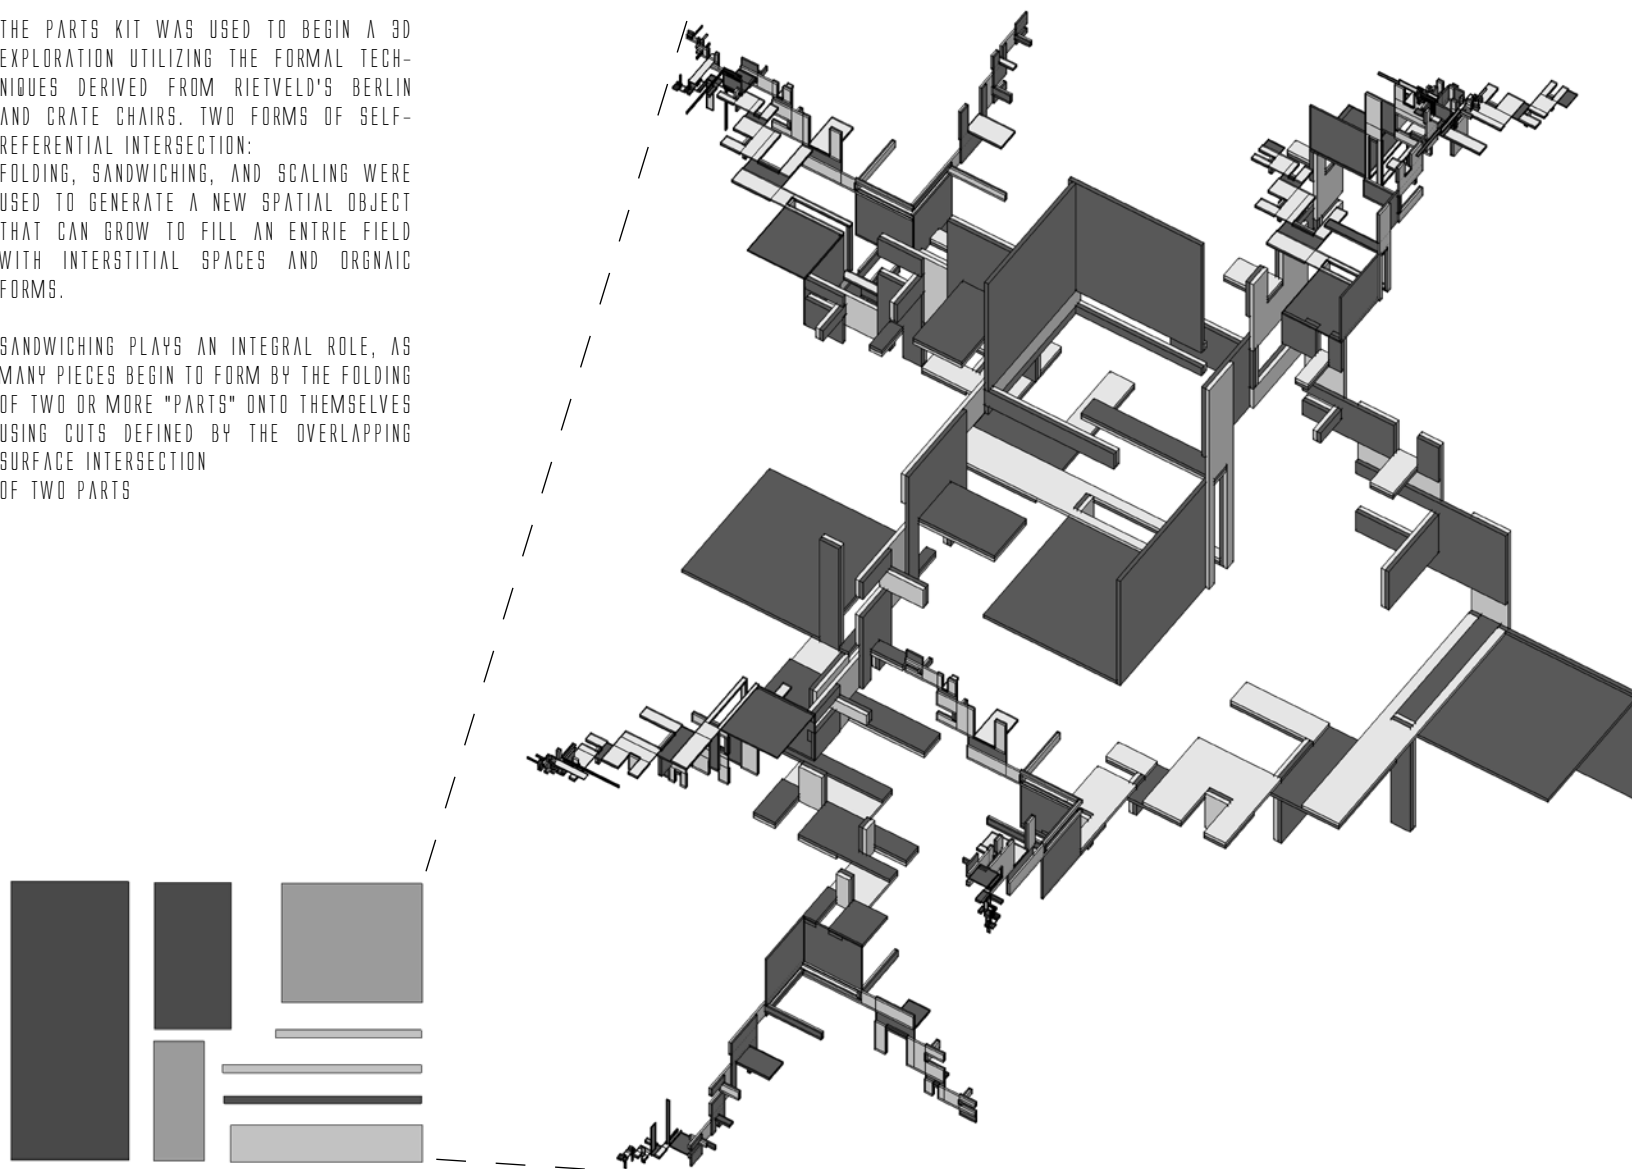 THE PARTS KIT WAS USED TO BEGIN A 3D
EXPLORATION UTILIZING THE FORMAL TECH-
NIQUES DERIVED FROM RIETVELD'S BERLIN
AND CRATE CHAIRS. TWO FORMS OF SELF-
REFERENTIAL INTERSECTION:
FOLDING, SANDWICHING, AND SCALING WERE
USED TO GENERATE A NEW SPATIAL OBJECT
THAT CAN GROW TO FILL AN ENTRIE FIELD
WITH INTERSTITIAL SPACES AND ORGNAIC
FORMS.
SANDWICHING PLAYS AN INTEGRAL ROLE, AS
MANY PIECES BEGIN TO FORM BY THE FOLDING
OF TWO OR MORE "PARTS" ONTO THEMSELVES
USING CUTS DEFINED BY THE OVERLAPPING
SURFACE INTERSECTION
OF TWO PARTS